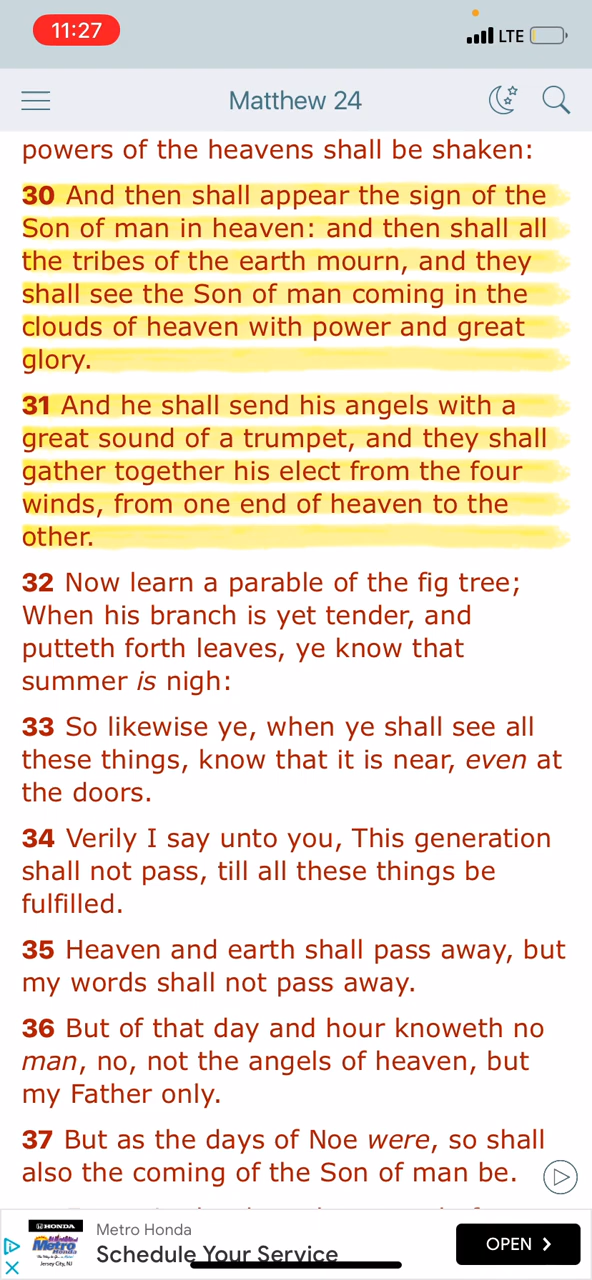 11:27
LTE
Matthew 24
powers of the heavens shall be shaken:
30 And then shall appear the sign of the
Son of man in heaven: and then shall all
the tribes of the earth mourn, and they
shall see the Son of man coming in the
clouds of heaven with power and great
glory.
31 And he shall send his angels with a
great sound of a trumpet, and they shall
gather together his elect from the four
winds, from one end of heaven to the
other.
32 Now learn a parable of the fig tree;
When his branch is yet tender, and
putteth forth leaves, ye know that
summer is nigh:
33 So likewise ye, when ye shall see all
these things, know that it is near, even at
the doors.
34 Verily I say unto you, This generation
shall not pass, till all these things be
fulfilled.
35 Heaven and earth shall pass away, but
my words shall not pass away.
36 But of that day and hour knoweth no
man, no, not the angels of heaven, but
my Father only.
37 But as the days of Noe were, so shall
also the coming of the Son of man be.
HONDA
Metro
Honda
Jersey City, NJ
Metro Honda
Schedule Your Service
OPEN